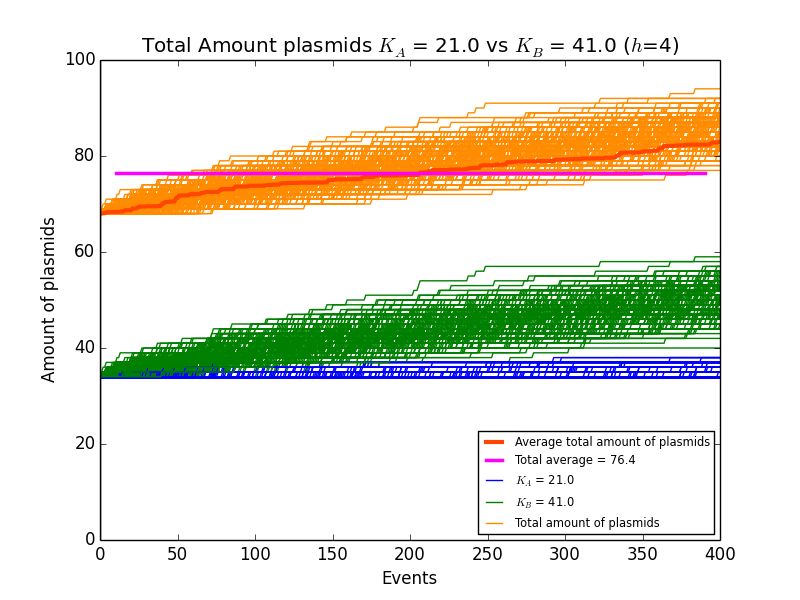 Total Amount plasmids K_A = 21.0 vs K_B = 41.0 (h=4)
100
80
60
40
20
0
Amount of plasmids
0 50 100 150 200 250 300 350 400
Events
Average total amount of plasmids
Total average = 76.4
K_A = 21.0
K_B = 41.0
Total amount of plasmids